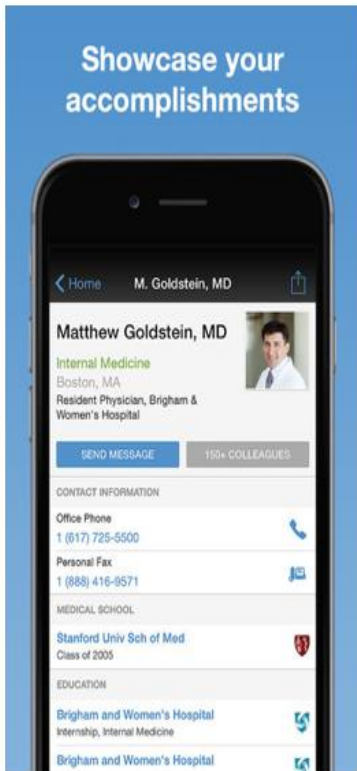 Showcase your
accomplishments
Home M. Goldstein, MD
Matthew Goldstein, MD
Internal Medicine
Boston, MA
Resident Physician, Brigham &
Women's Hospital
SEND MESSAGE 150+ COLLEAGUES
CONTACT INFORMATION
Office Phone
1 (617) 725-5500
Personal Fax
1 (888) 416-9571
MEDICAL SCHOOL
Stanford Univ Sch of Med
Class of 2005
EDUCATION
Brigham and Women's Hospital
Internship, Internal Medicine
Brigham and Women's Hospital